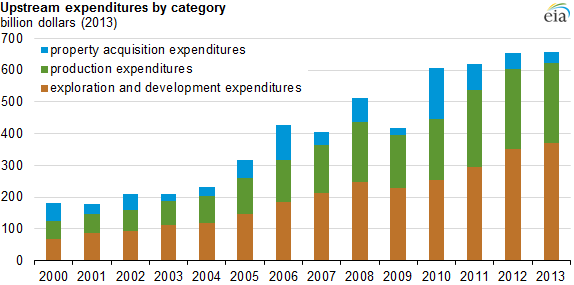 Upstream expenditures by category
billion dollars (2013)
eia
700
600
500
400
300
200
100
0
property acquisition expenditures
production expenditures
exploration and development expenditures
2000 2001 2002 2003 2004 2005 2006 2007 2008 2009 2010 2011 2012 2013